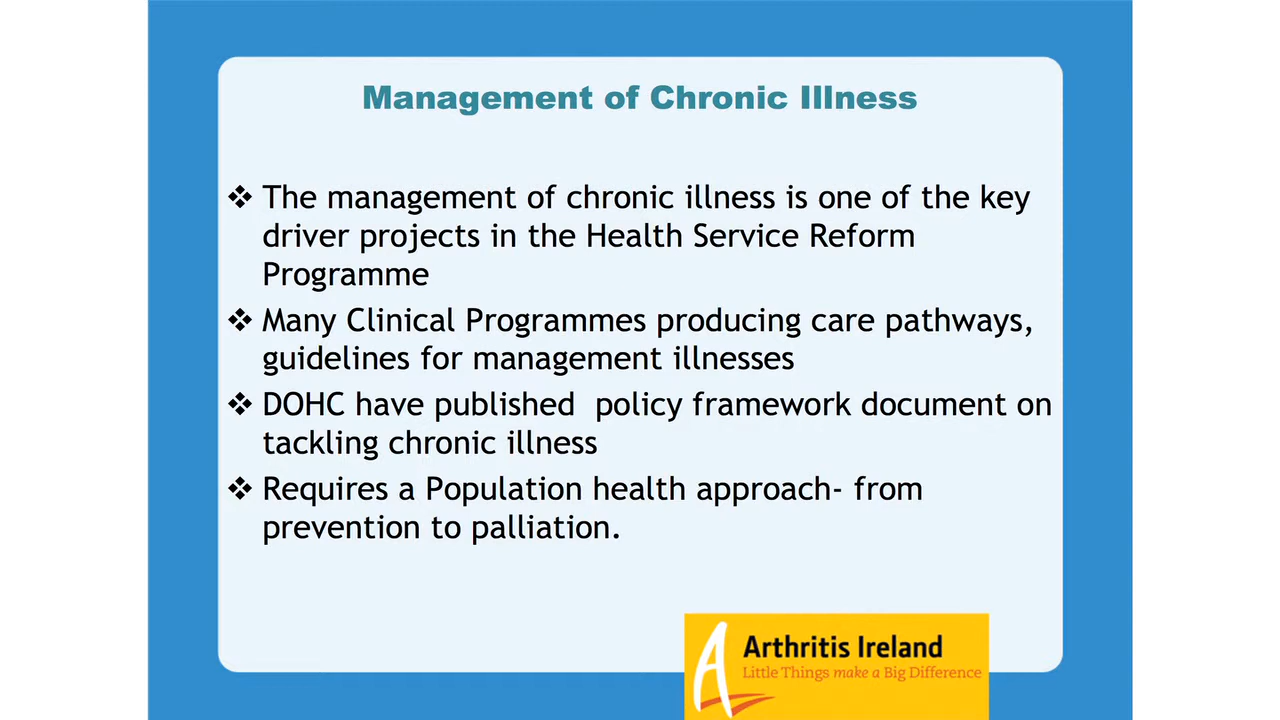 Management of Chronic Illness
❖ The management of chronic illness is one of the key
driver projects in the Health Service Reform
Programme
❖ Many Clinical Programmes producing care pathways,
guidelines for management illnesses
❖ DOHC have published  policy framework document on
tackling chronic illness
❖ Requires a Population health approach- from
prevention to palliation.
Arthritis Ireland
Little Things make a Big Difference